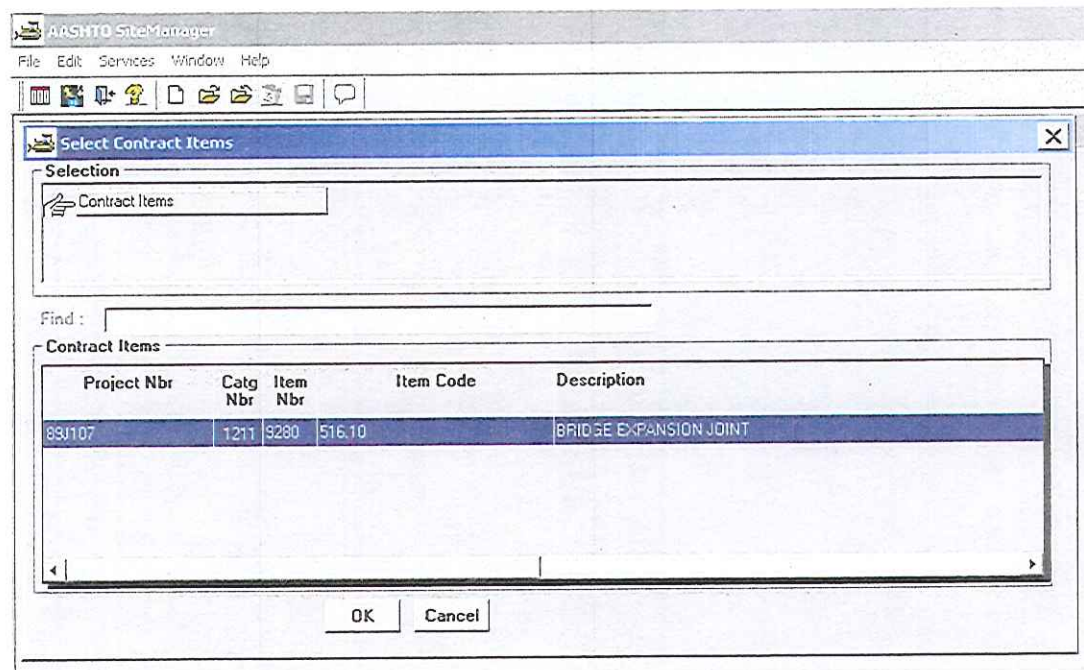 AASHTO SiteManager
File Edit Services Window Help
Select Contract Items
Selection
Contract Items
Find :
Contract Items
Project Nbr Catg Nbr Item Nbr Item Code Description
89J107 1211 9280 516.10 BRIDGE EXPANSION JOINT
OK Cancel